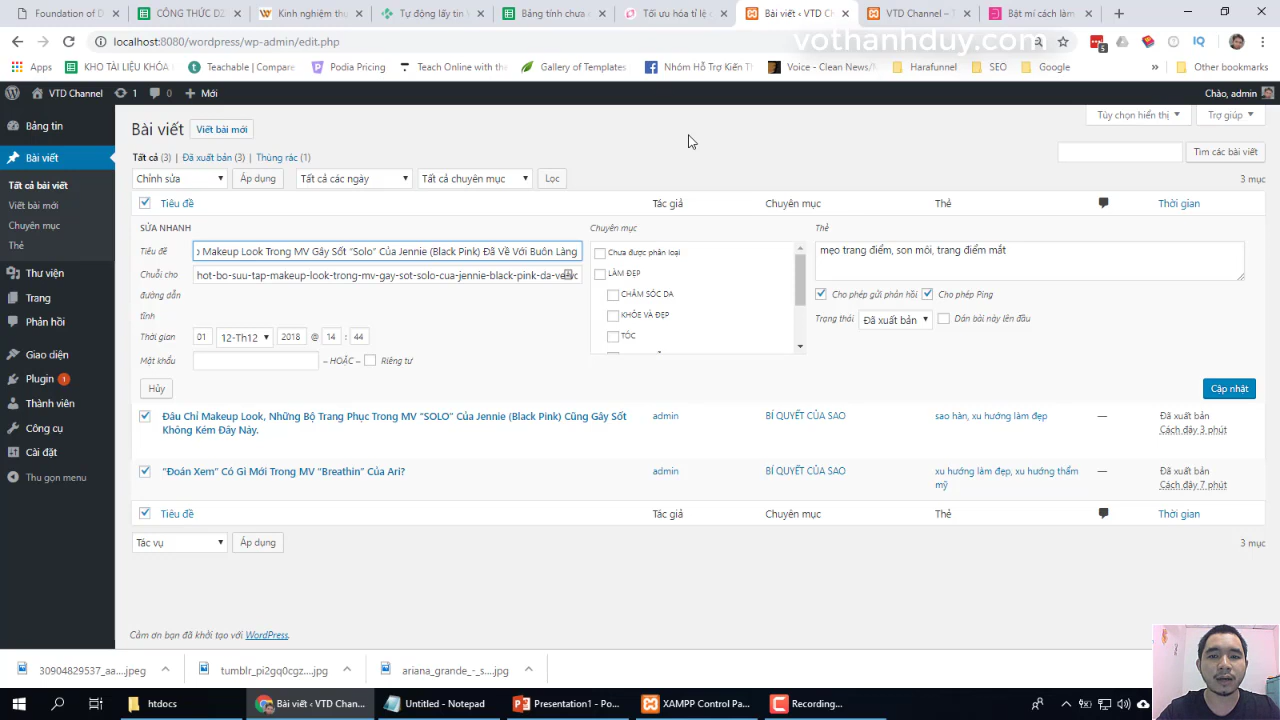 Foundation of D
CÔNG THỨC DZ
Kinh nghiệm thu
Tự động lấy tin V
Bảng tính chưa
Tối ưu hóa tỉ lệ c
Bài viết ‹ VTD Ch
VTD Channel – T
Bật mí cách làm
localhost:8080/wordpress/wp-admin/edit.php
vothanhduy.com
5
IQ
Apps
KHO TÀI LIỆU KHÓA
Teachable | Compare
Podia Pricing
Teach Online with the
Gallery of Templates
Nhóm Hỗ Trợ Kiến Th
Voice - Clean News/M
Harafunnel
SEO
Google
»
Other bookmarks
VTD Channel
1
0
Mới
Chào, admin
Bảng tin
Bài viết
Tất cả bài viết
Viết bài mới
Chuyên mục
Thẻ
Thư viện
Trang
Phản hồi
Giao diện
Plugin 1
Thành viên
Công cụ
Cài đặt
Thu gọn menu
Bài viết
Viết bài mới
Tùy chọn hiển thị
Trợ giúp
Tất cả (3) | Đã xuất bản (3) | Thùng rác (1)
Tìm các bài viết
Chỉnh sửa
Áp dụng
Tất cả các ngày
Tất cả chuyên mục
Lọc
3 mục
Tiêu đề
Tác giả
Chuyên mục
Thẻ
Thời gian
SỬA NHANH
Tiêu đề
Makeup Look Trong MV Gây Sốt “Solo” Của Jennie (Black Pink) Đã Về Với Buôn Làng
Chuỗi cho đường dẫn tĩnh
hot-bo-suu-tap-makeup-look-trong-mv-gay-sot-solo-cua-jennie-black-pink-da-ve-vc
Thời gian
01
12-Th12
2018
@
14
:
44
Mật khẩu
– HOẶC –
Riêng tư
Chuyên mục
Chưa được phân loại
LÀM ĐẸP
CHĂM SÓC DA
KHỎE VÀ ĐẸP
TÓC
Thẻ
mẹo trang điểm, son môi, trang điểm mắt
Cho phép gửi phản hồi
Cho phép Ping
Trạng thái
Đã xuất bản
Dán bài này lên đầu
Hủy
Cập nhật
Đâu Chỉ Makeup Look, Những Bộ Trang Phục Trong MV “SOLO” Của Jennie (Black Pink) Cũng Gây Sốt
Không Kém Đây Này.
admin
BÍ QUYẾT CỦA SAO
sao hàn, xu hướng làm đẹp
—
Đã xuất bản
Cách đây 3 phút
“Đoán Xem” Có Gì Mới Trong MV “Breathin” Của Ari?
admin
BÍ QUYẾT CỦA SAO
xu hướng làm đẹp, xu hướng thẩm
mỹ
—
Đã xuất bản
Cách đây 7 phút
Tiêu đề
Tác giả
Chuyên mục
Thẻ
Thời gian
Tác vụ
Áp dụng
3 mục
Cảm ơn bạn đã khởi tạo với WordPress.
30904829537_aa....jpeg
tumblr_pi2gq0cgz....jpg
ariana_grande_-_s....jpg
htdocs
Bài viết ‹ VTD Chan...
Untitled - Notepad
Presentation1 - Po...
XAMPP Control Pa...
Recording...